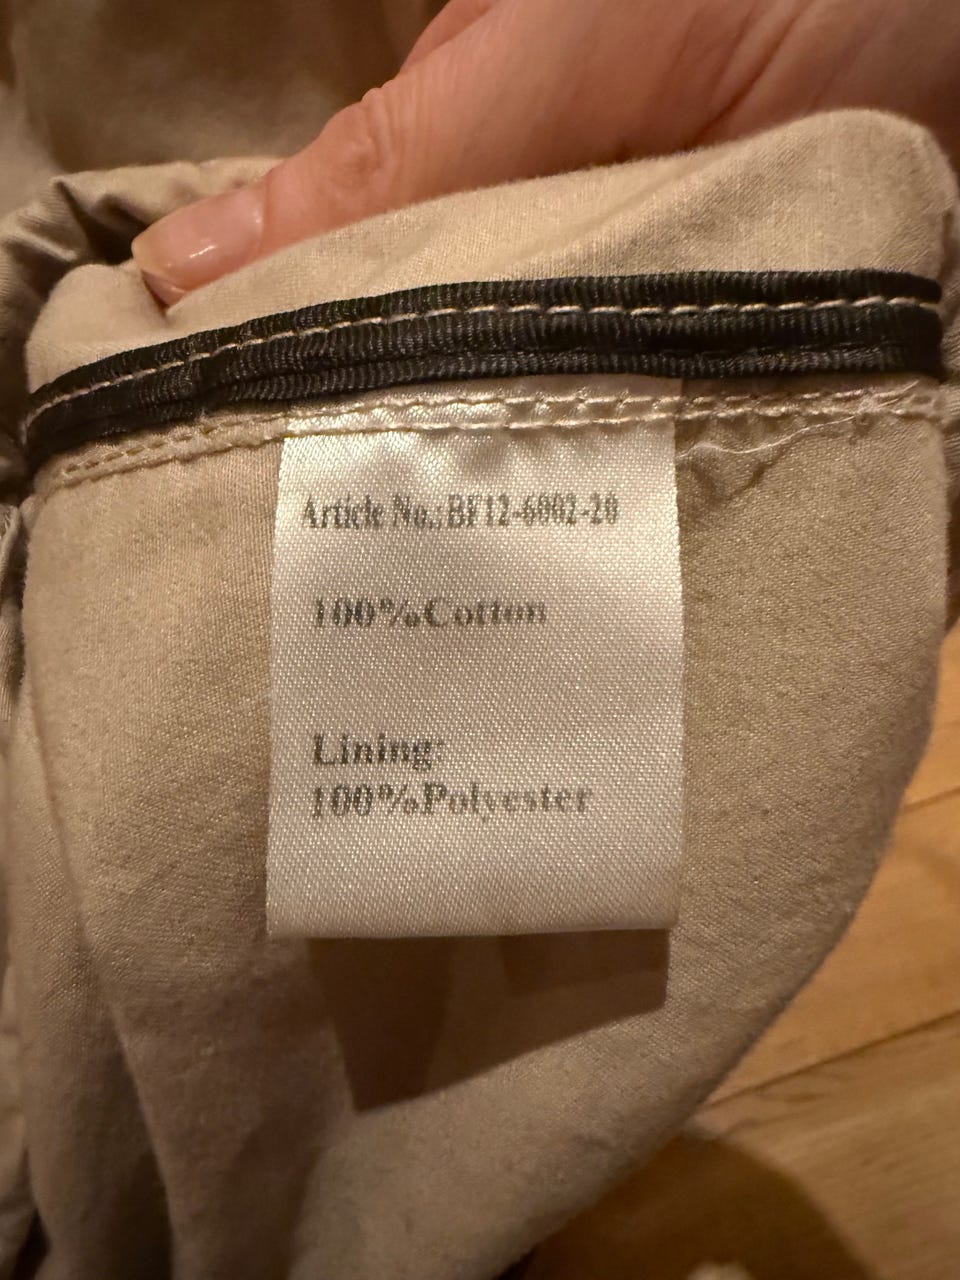 Article No.:BF12-6002-20
100%Cotton
Lining:
100%Polyester